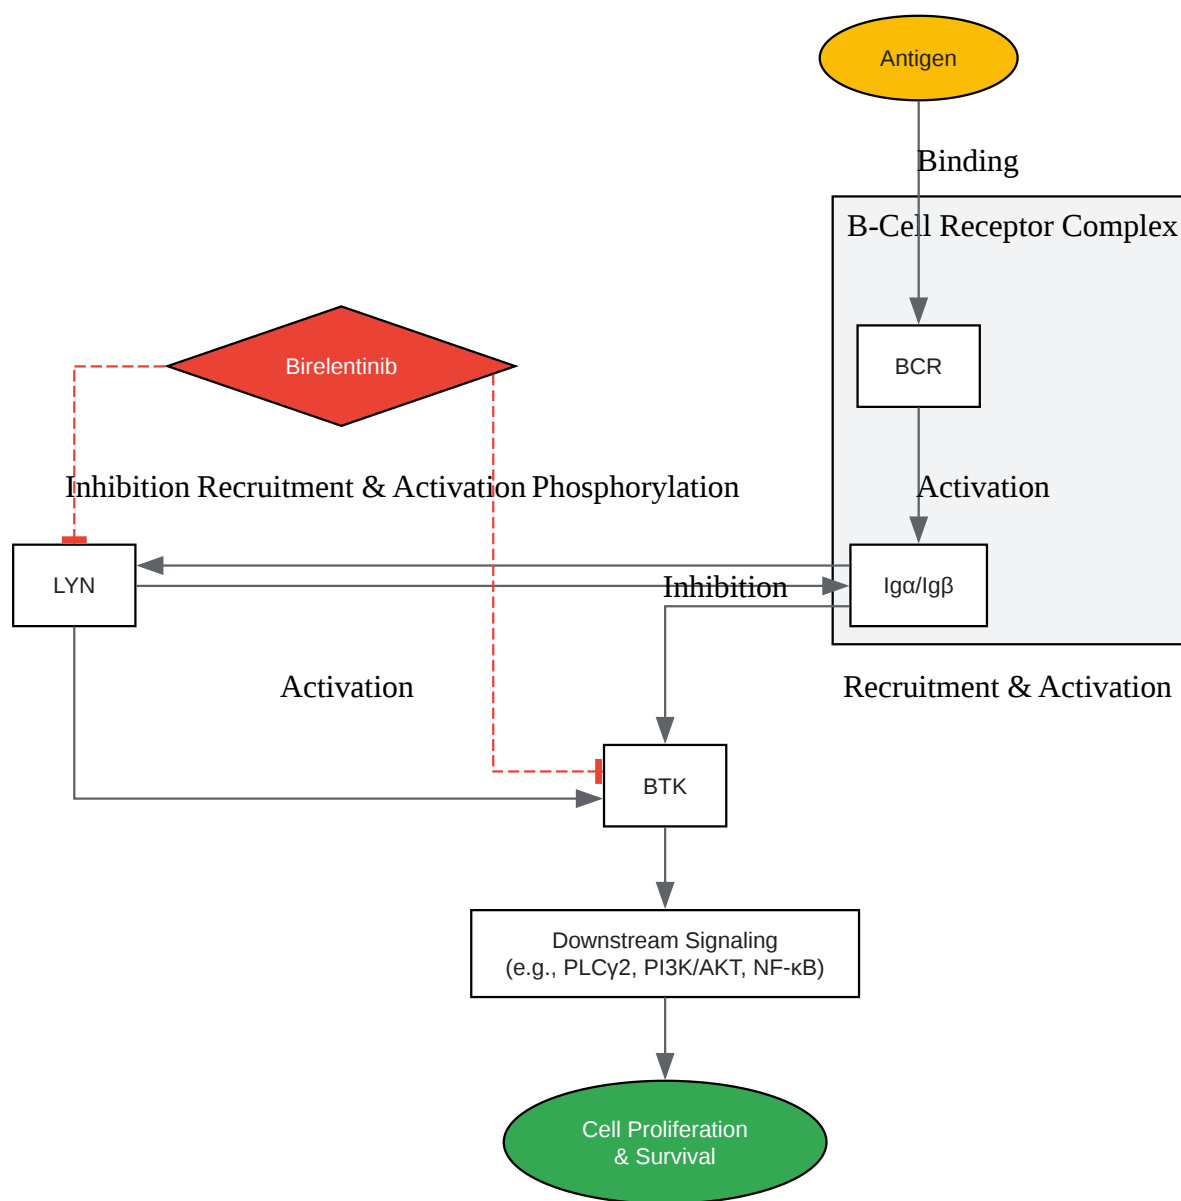 Antigen
Binding
B-Cell Receptor Complex
Birelentinib
BCR
Inhibition
Recruitment & Activation
Phosphorylation
Activation
LYN
Inhibition
Igα/Igβ
Activation
Recruitment & Activation
BTK
Downstream Signaling
(e.g., PLCγ2, PI3K/AKT, NF-κB)
Cell Proliferation
& Survival